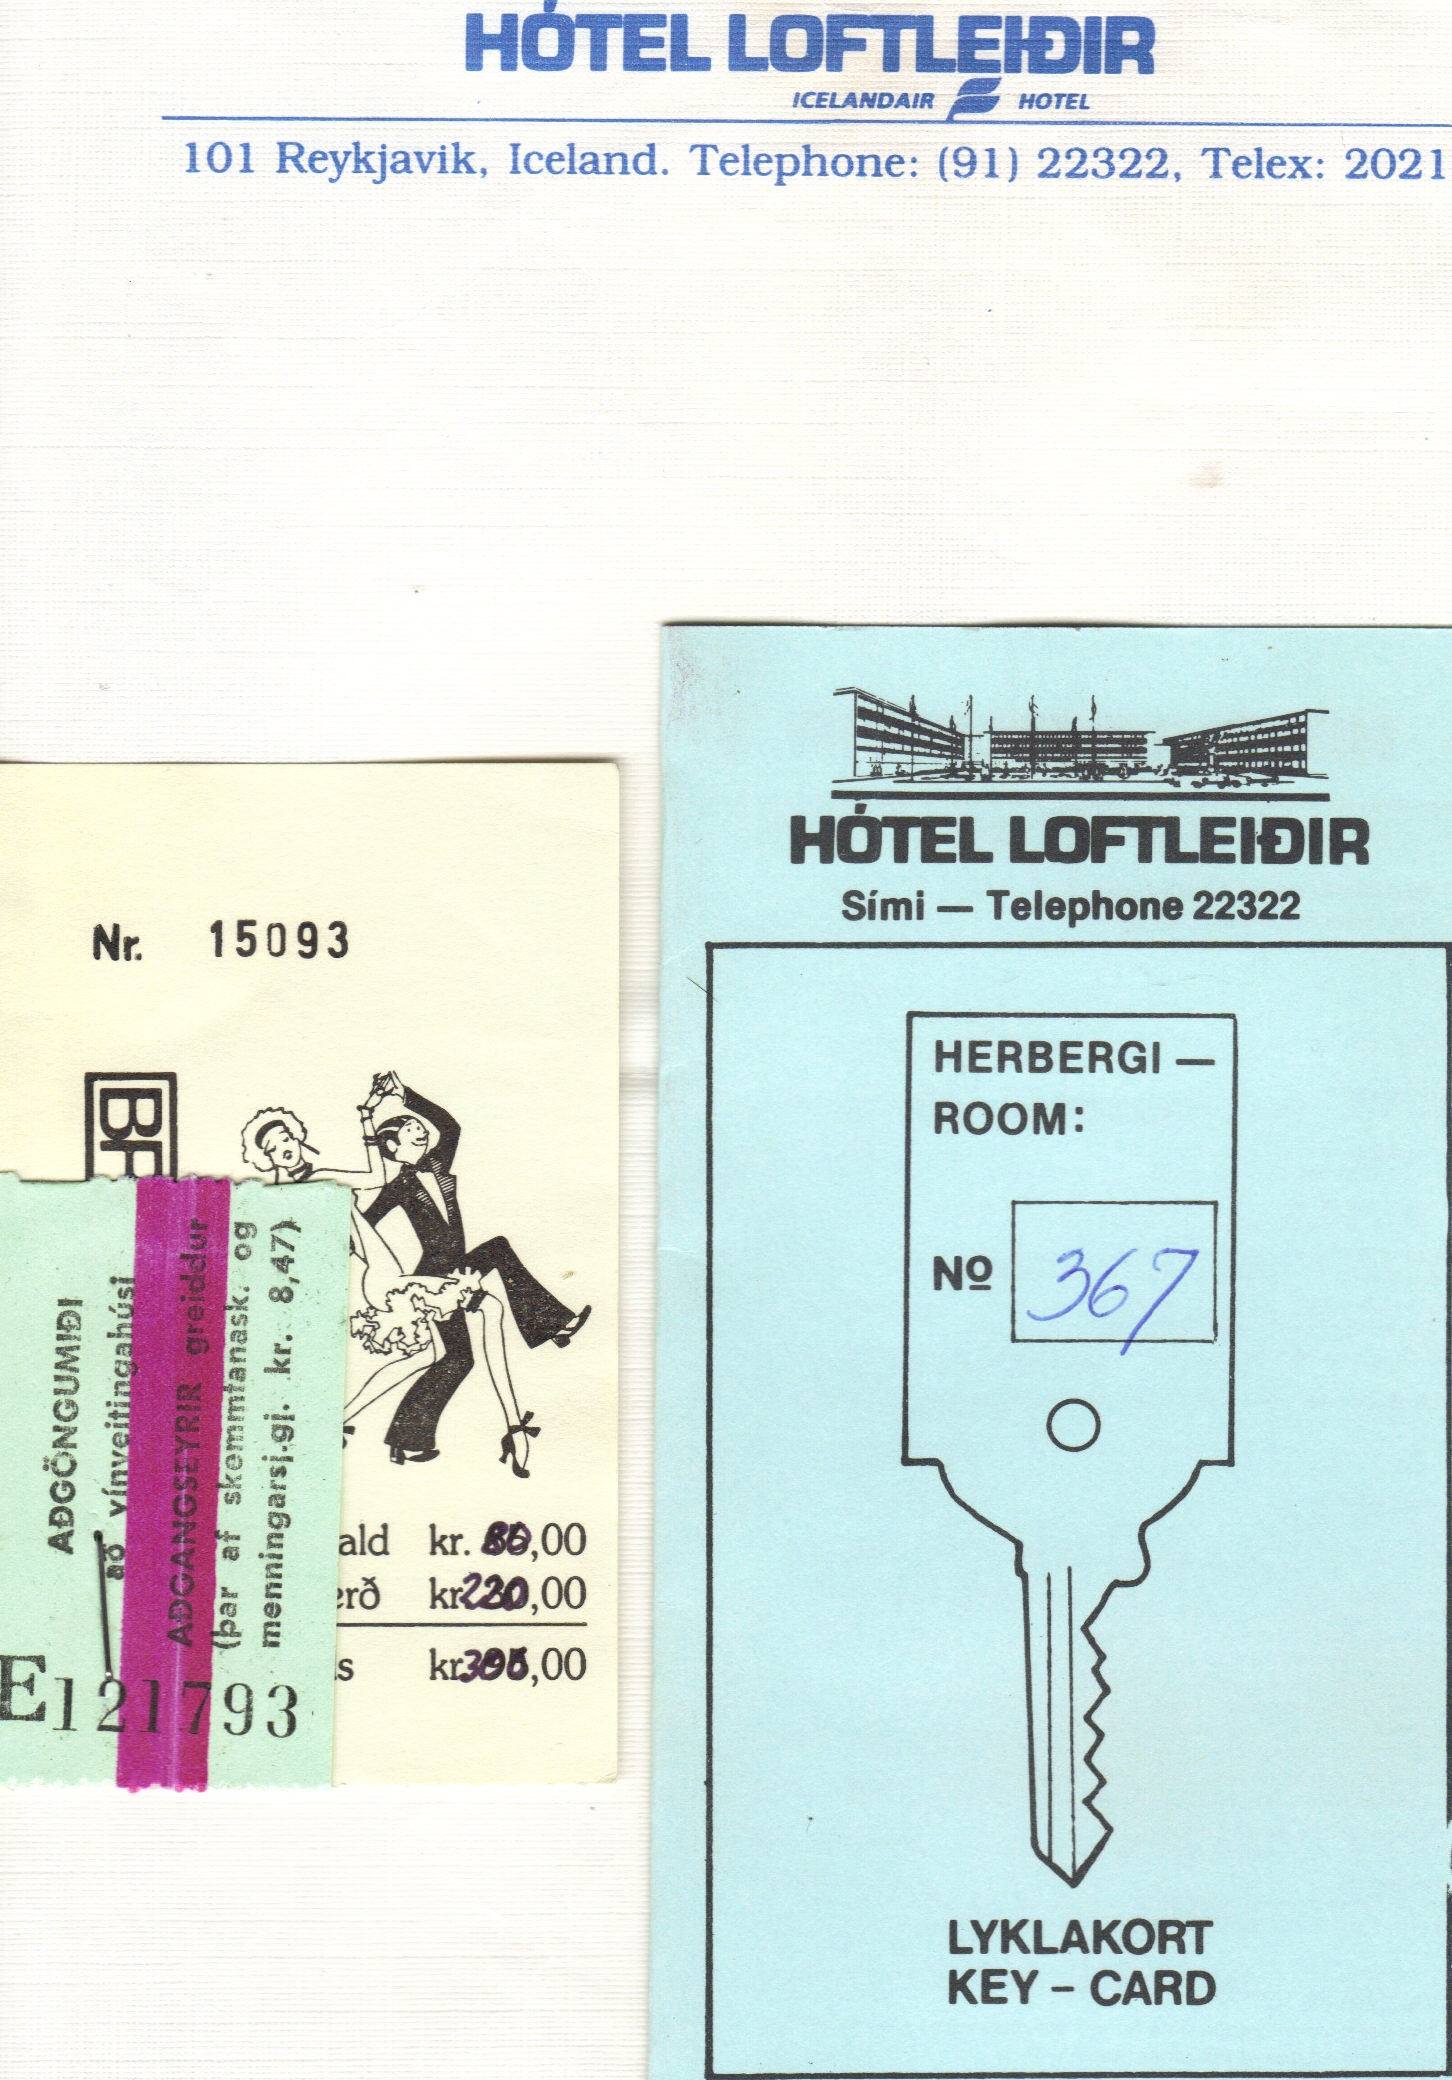 HÓTEL LOFTLEIÐIR
ICELANDAIR HOTEL
101 Reykjavik, Iceland. Telephone: (91) 22322, Telex: 2021
HÓTEL LOFTLEIÐIR
Sími — Telephone 22322
HERBERGI —
ROOM:
Nº 367
LYKLAKORT
KEY – CARD
Nr. 15093
ald kr. ,00
erð kr. ,00
kr. ,00
AÐGÖNGUMIÐI
að vínveitingahúsi
AÐGANGSEYRIR greiddur
(þar af skemmtanask. og
menningarsj.gj. kr. 8,47)
E121793